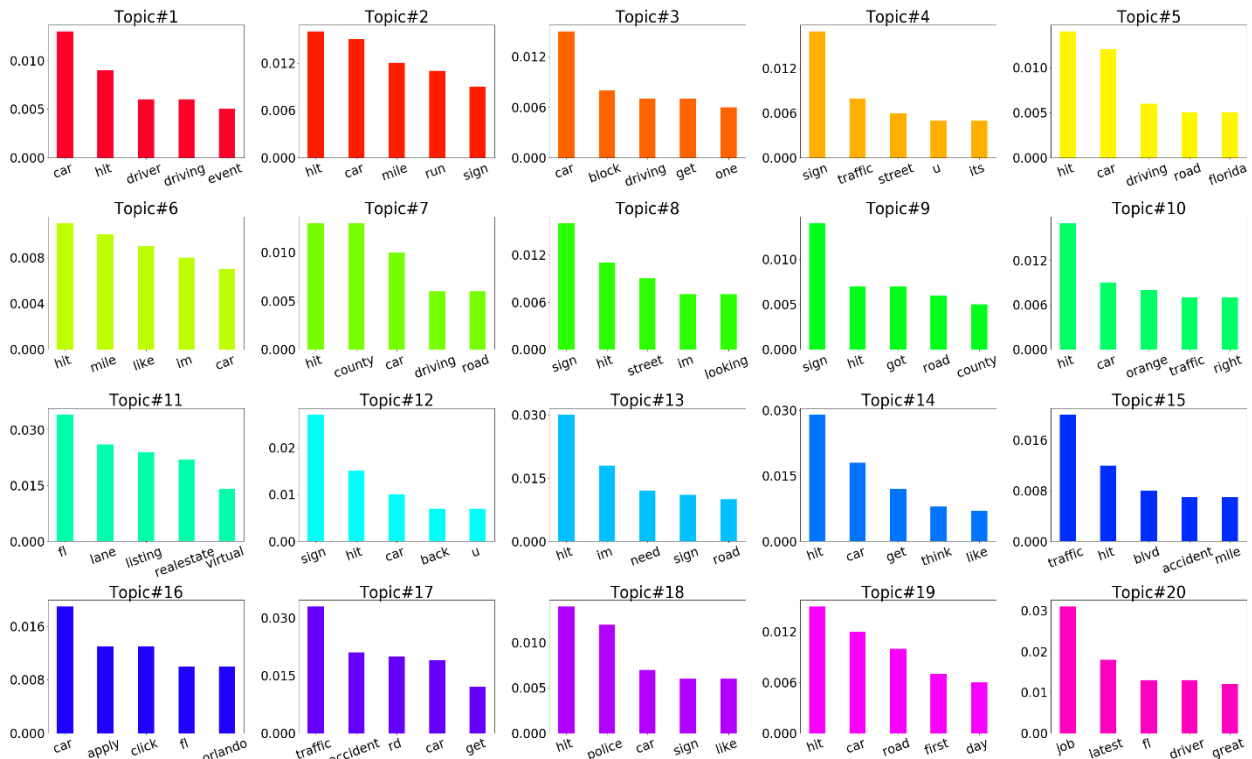 Topic#1 Topic#2 Topic#3 Topic#4 Topic#5
0.010 0.005 0.000
car hit driver driving event
0.012 0.006 0.000
hit car mile run sign
0.012 0.006 0.000
car block driving get one
0.012 0.006 0.000
sign traffic street u its
0.010 0.005 0.000
hit car driving road florida
Topic#6 Topic#7 Topic#8 Topic#9 Topic#10
0.008 0.004 0.000
hit mile like im car
0.010 0.005 0.000
hit county car driving road
0.012 0.006 0.000
sign hit street im looking
0.010 0.005 0.000
sign hit got road county
0.012 0.006 0.000
hit car orange traffic right
Topic#11 Topic#12 Topic#13 Topic#14 Topic#15
0.030 0.015 0.000
fl lane listing realestate virtual
0.02 0.01 0.00
sign hit car back u
0.030 0.015 0.000
hit im need sign road
0.030 0.015 0.000
hit car get think like
0.016 0.008 0.000
traffic hit blvd accident mile
Topic#16 Topic#17 Topic#18 Topic#19 Topic#20
0.016 0.008 0.000
car apply click fl orlando
0.030 0.015 0.000
traffic accident rd car get
0.010 0.005 0.000
hit police car sign like
0.012 0.006 0.000
hit car road first day
0.03 0.02 0.01 0.00
job latest fl driver great